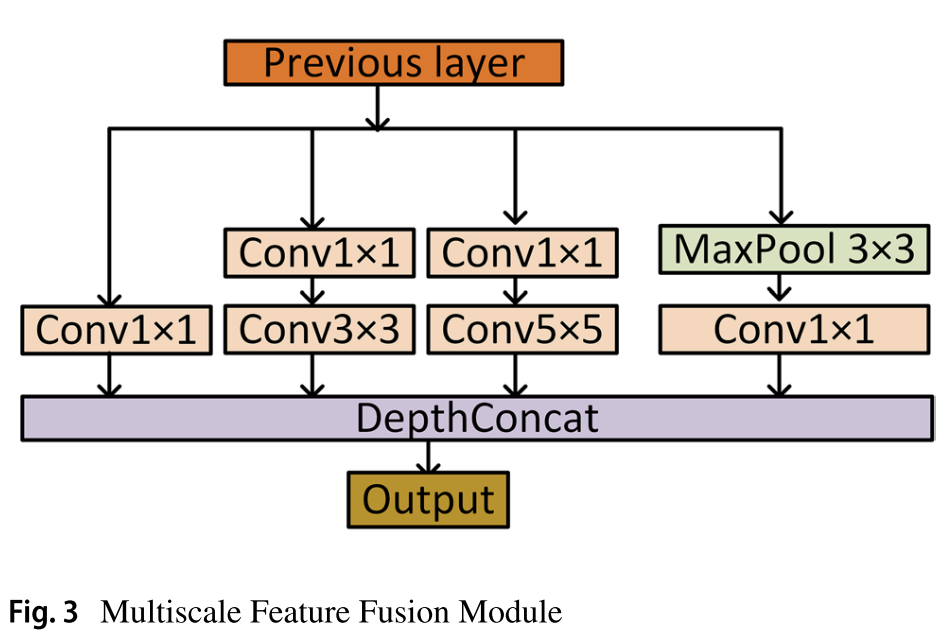 Previous layer
Conv1×1 Conv1×1 MaxPool 3×3
Conv1×1 Conv3×3 Conv5×5 Conv1×1
DepthConcat
Output
Fig. 3 Multiscale Feature Fusion Module